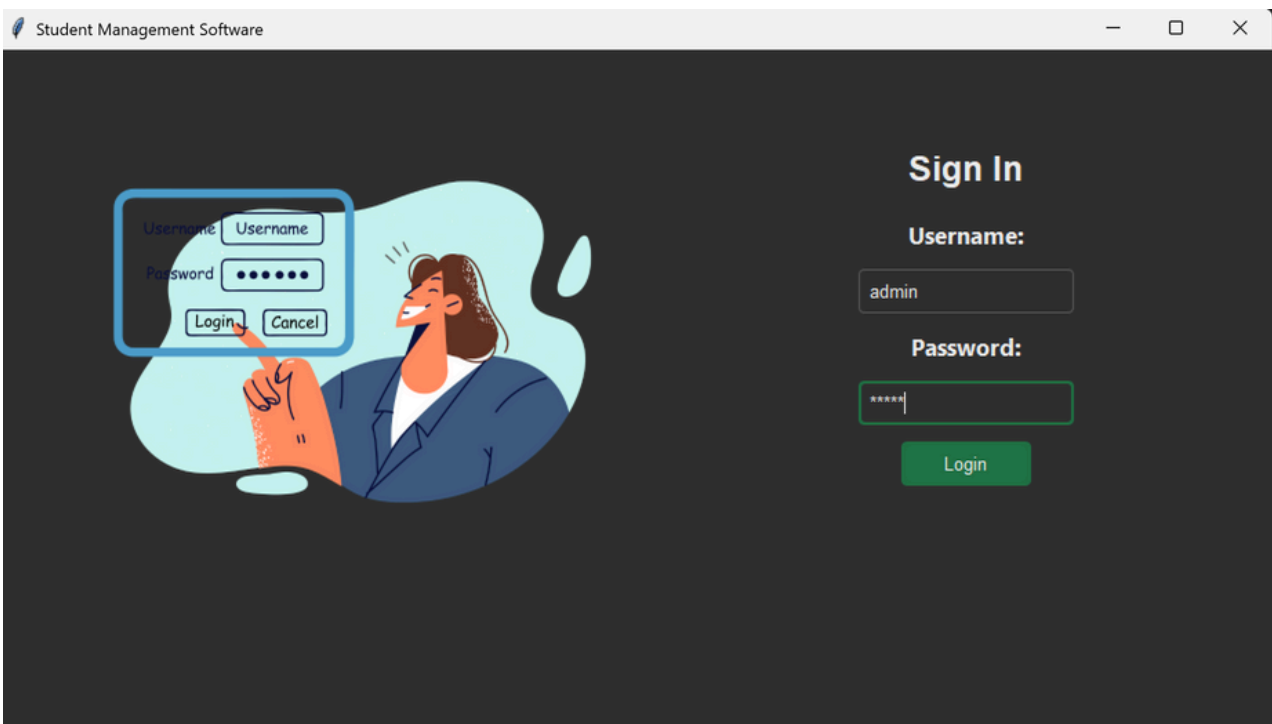 Student Management Software
Username Username
Password ●●●●●●
Login Cancel
Sign In
Username:
admin
Password:
*****
Login